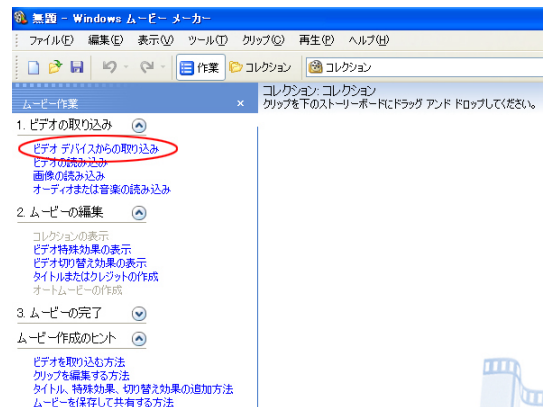 無題 - Windows ムービー メーカー
ファイル(F) 編集(E) 表示(V) ツール(T) クリップ(C) 再生(P) ヘルプ(H)
作業 コレクション コレクション
ムービー作業 ×
コレクション: コレクション
クリップを下のストーリーボードにドラッグ アンド ドロップしてください。
1. ビデオの取り込み
ビデオ デバイスからの取り込み
ビデオの読み込み
画像の読み込み
オーディオまたは音楽の読み込み
2. ムービーの編集
コレクションの表示
ビデオ特殊効果の表示
ビデオ切り替え効果の表示
タイトルまたはクレジットの作成
オートムービーの作成
3. ムービーの完了
ムービー作成のヒント
ビデオを取り込む方法
クリップを編集する方法
タイトル、特殊効果、切り替え効果の追加方法
ムービーを保存して共有する方法